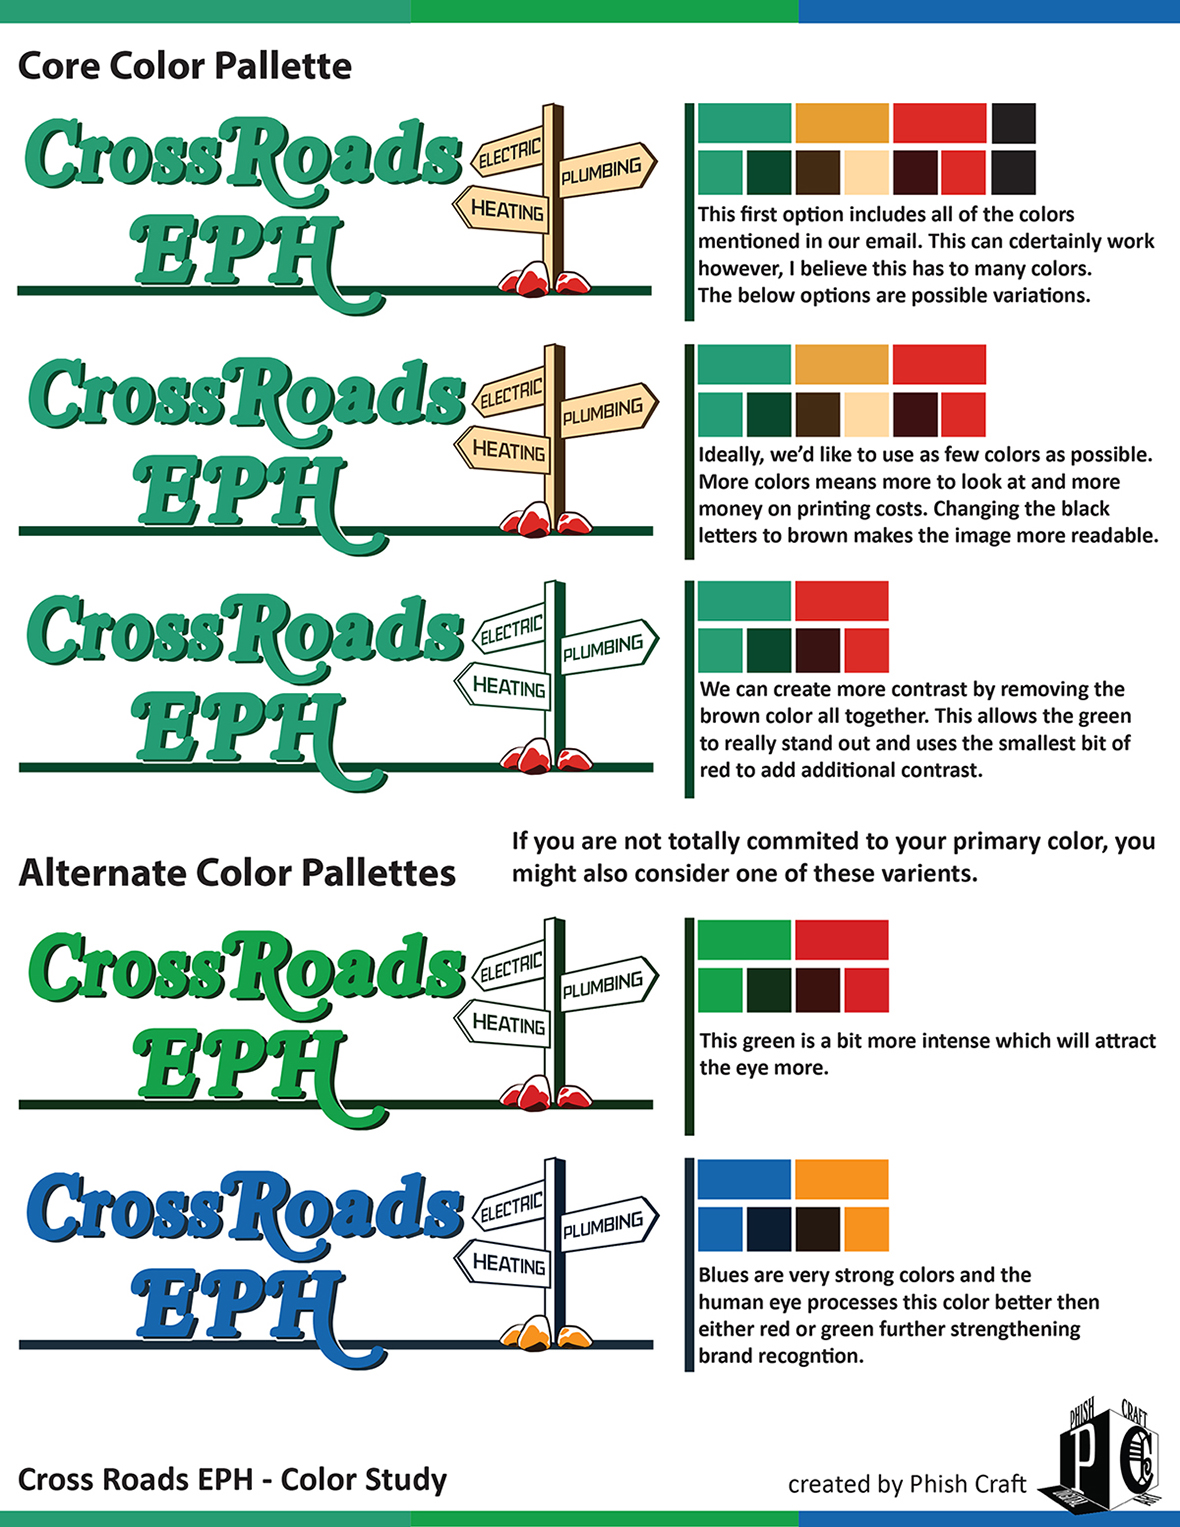 Core Color Pallette
CrossRoads
EPH
ELECTRIC
PLUMBING
HEATING
This first option includes all of the colors
mentioned in our email. This can cdertainly work
however, I believe this has to many colors.
The below options are possible variations.
CrossRoads
EPH
ELECTRIC
PLUMBING
HEATING
Ideally, we'd like to use as few colors as possible.
More colors means more to look at and more
money on printing costs. Changing the black
letters to brown makes the image more readable.
CrossRoads
EPH
ELECTRIC
PLUMBING
HEATING
We can create more contrast by removing the
brown color all together. This allows the green
to really stand out and uses the smallest bit of
red to add additional contrast.
Alternate Color Pallettes
If you are not totally commited to your primary color, you
might also consider one of these varients.
CrossRoads
EPH
ELECTRIC
PLUMBING
HEATING
This green is a bit more intense which will attract
the eye more.
CrossRoads
EPH
ELECTRIC
PLUMBING
HEATING
Blues are very strong colors and the
human eye processes this color better then
either red or green further strengthening
brand recogntion.
Cross Roads EPH - Color Study
created by Phish Craft
PHISH CRAFT
P C
DIGITAL ART